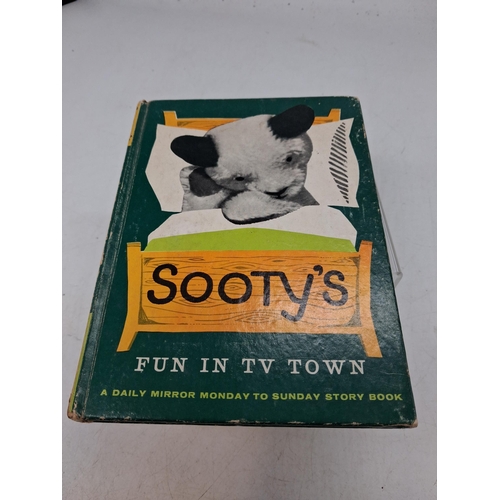 SOOTY'S
FUN IN TV TOWN
A DAILY MIRROR MONDAY TO SUNDAY STORY BOOK